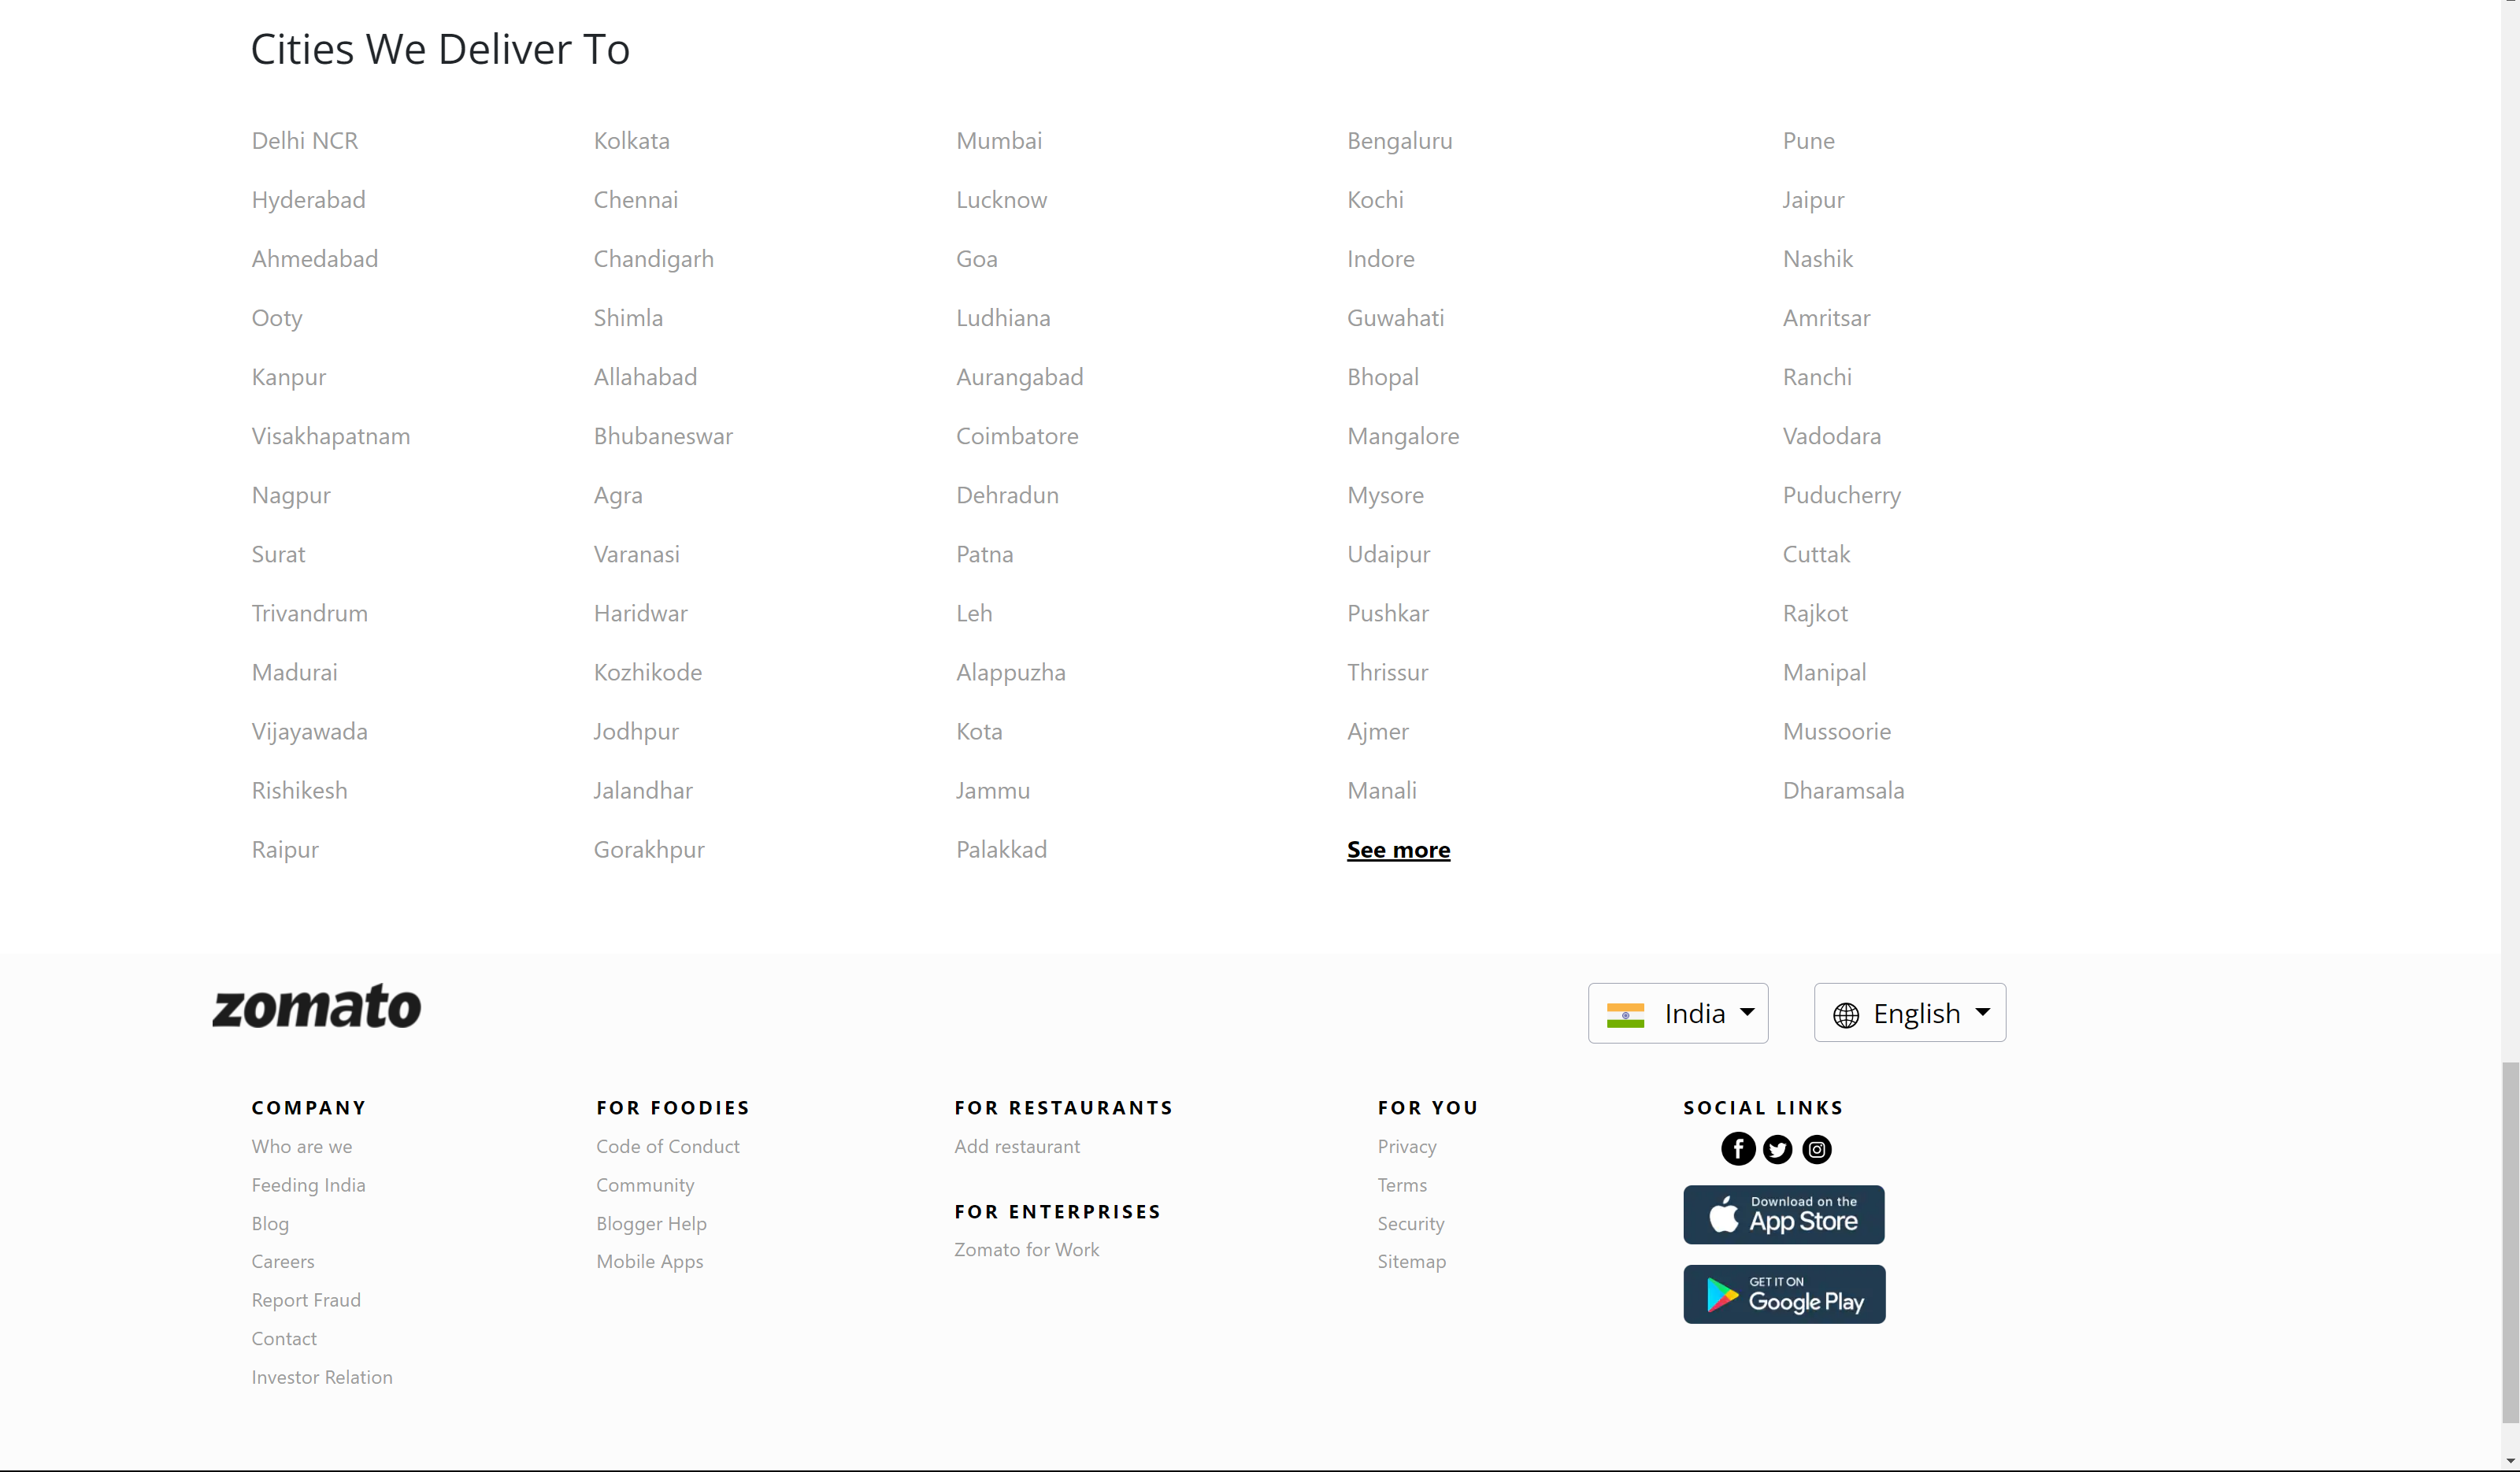 Cities We Deliver To
Delhi NCR Kolkata Mumbai Bengaluru Pune
Hyderabad Chennai Lucknow Kochi Jaipur
Ahmedabad Chandigarh Goa Indore Nashik
Ooty Shimla Ludhiana Guwahati Amritsar
Kanpur Allahabad Aurangabad Bhopal Ranchi
Visakhapatnam Bhubaneswar Coimbatore Mangalore Vadodara
Nagpur Agra Dehradun Mysore Puducherry
Surat Varanasi Patna Udaipur Cuttak
Trivandrum Haridwar Leh Pushkar Rajkot
Madurai Kozhikode Alappuzha Thrissur Manipal
Vijayawada Jodhpur Kota Ajmer Mussoorie
Rishikesh Jalandhar Jammu Manali Dharamsala
Raipur Gorakhpur Palakkad See more
zomato
India English
COMPANY
Who are we
Feeding India
Blog
Careers
Report Fraud
Contact
Investor Relation
FOR FOODIES
Code of Conduct
Community
Blogger Help
Mobile Apps
FOR RESTAURANTS
Add restaurant
FOR ENTERPRISES
Zomato for Work
FOR YOU
Privacy
Terms
Security
Sitemap
SOCIAL LINKS
Download on the
App Store
GET IT ON
Google Play